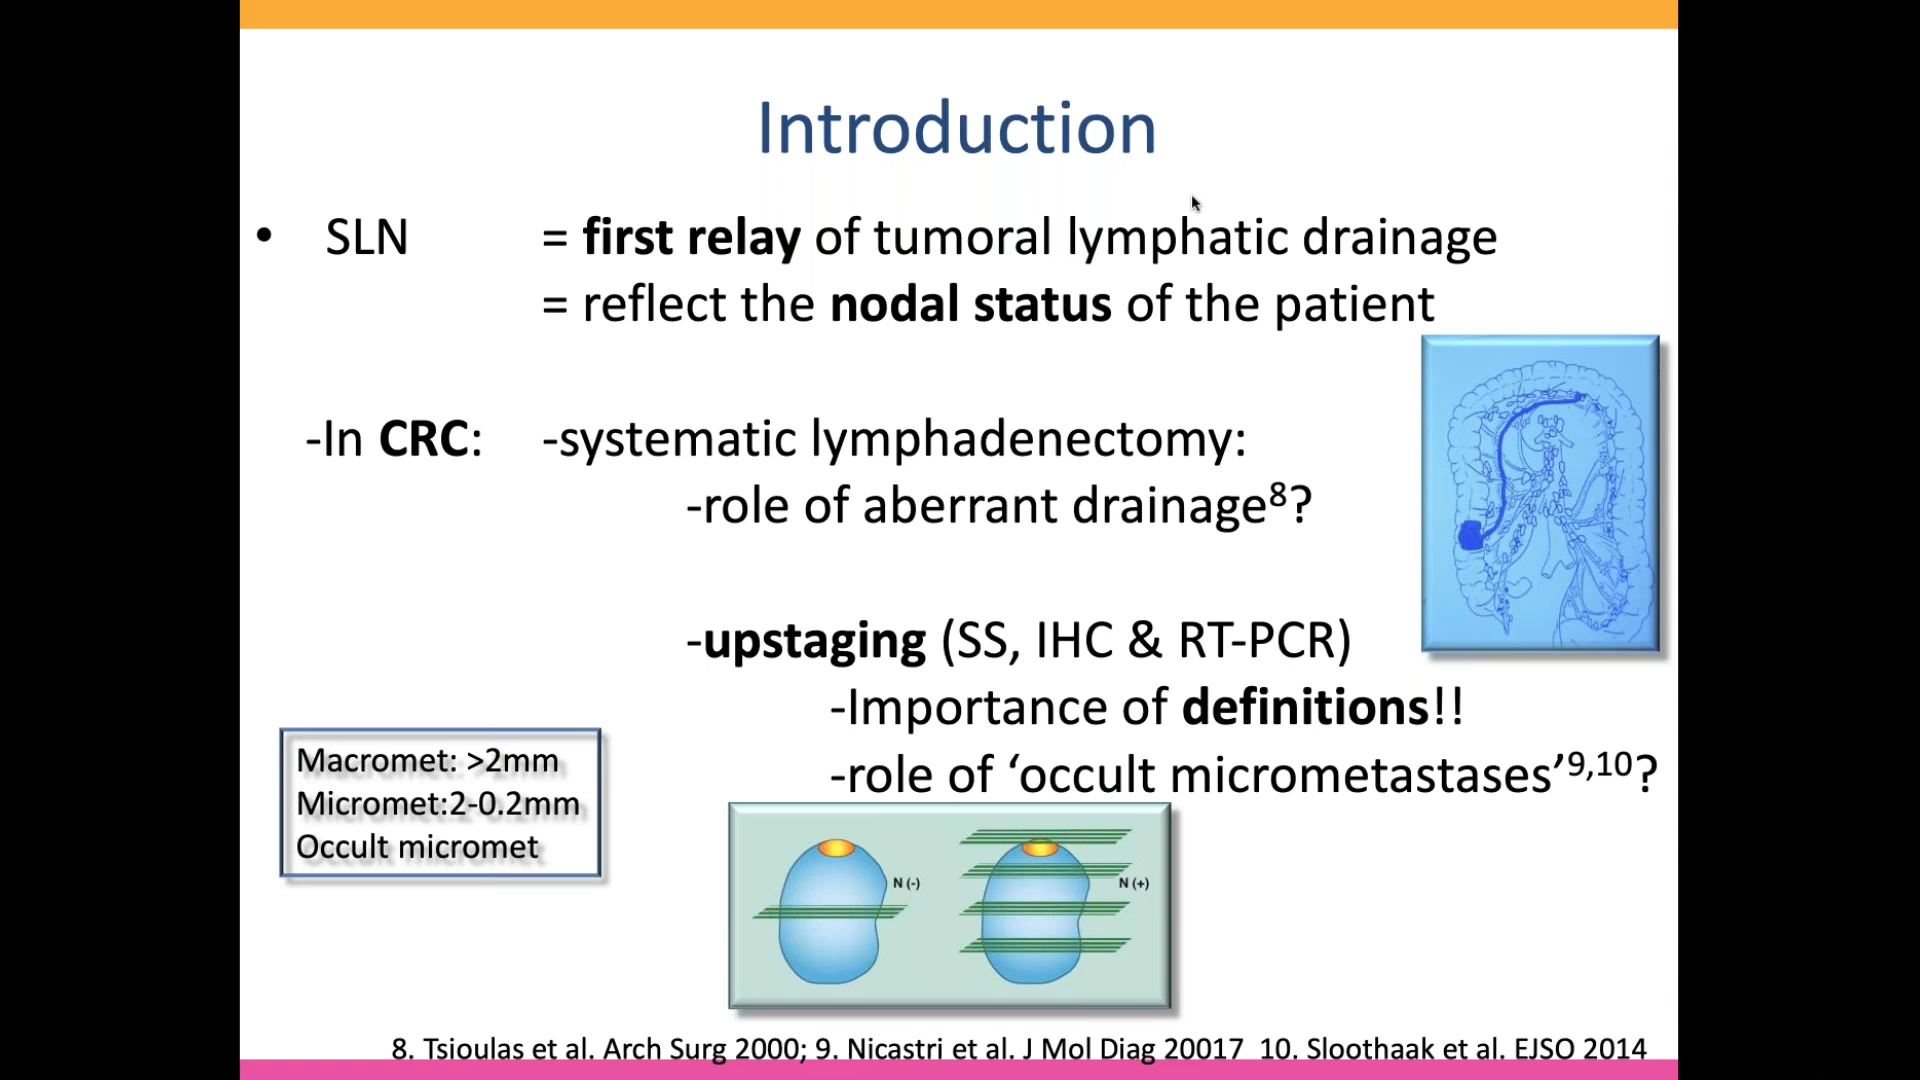 Introduction
• SLN = first relay of tumoral lymphatic drainage
= reflect the nodal status of the patient
-In CRC: -systematic lymphadenectomy:
-role of aberrant drainage⁸?
-upstaging (SS, IHC & RT-PCR)
-Importance of definitions!!
-role of ‘occult micrometastases’⁹,¹⁰?
Macromet: >2mm
Micromet:2-0.2mm
Occult micromet
N (-)
N (+)
8. Tsioulas et al. Arch Surg 2000; 9. Nicastri et al. J Mol Diag 20017 10. Sloothaak et al. EJSO 2014